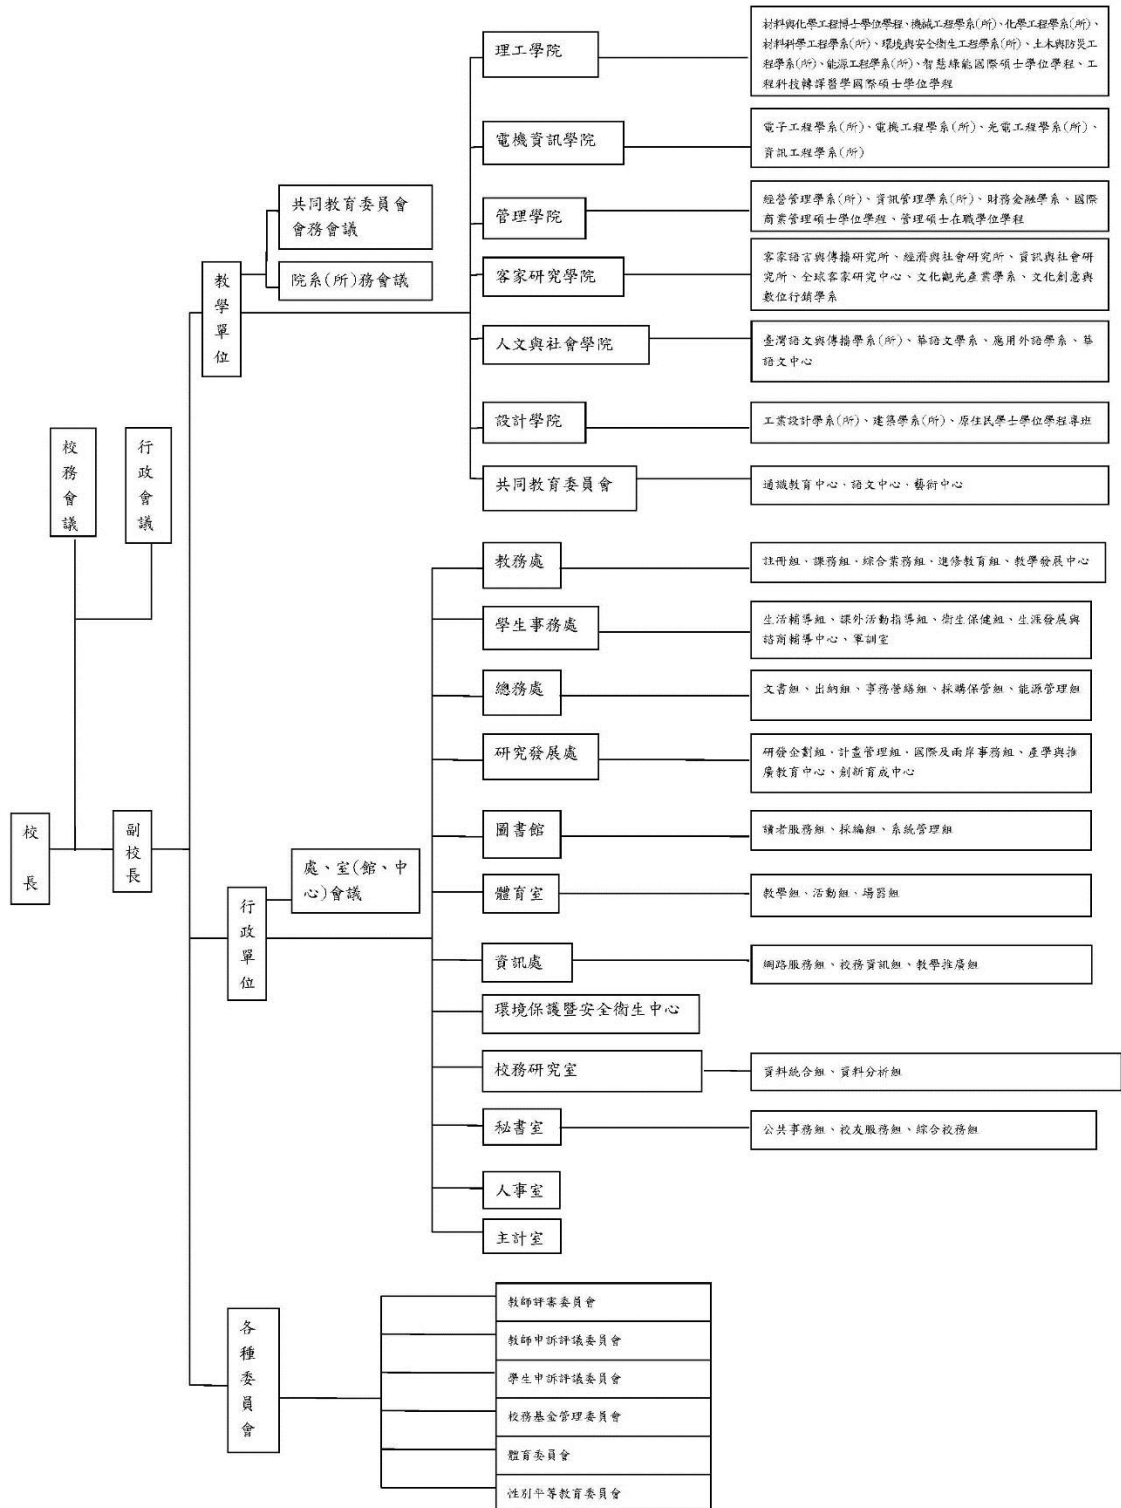 校長
副校長
校務會議
行政會議
教學單位
共同教育委員會
會務會議
院系(所)務會議
理工學院
材料與化學工程博士學位學程、機械工程學系(所)、化學工程學系(所)、
材料科學工程學系(所)、環境與安全衛生工程學系(所)、土木與防災工
程學系(所)、能源工程學系(所)、智慧綠能國際碩士學位學程、工
程科技轉譯醫學國際碩士學位學程
電機資訊學院
電子工程學系(所)、電機工程學系(所)、光電工程學系(所)、
資訊工程學系(所)
管理學院
經營管理學系(所)、資訊管理學系(所)、財務金融學系、國際
商業管理碩士學位學程、管理碩士在職學位學程
客家研究學院
客家語言與傳播研究所、經濟與社會研究所、資訊與社會研
究所、全球客家研究中心、文化觀光產業學系、文化創意與
數位行銷學系
人文與社會學院
臺灣語文與傳播學系(所)、華語文學系、應用外語學系、華
語文中心
設計學院
工業設計學系(所)、建築學系(所)、原住民學士學位學程專班
共同教育委員會
通識教育中心、語文中心、藝術中心
行政單位
處、室(館、中
心)會議
教務處
註冊組、課務組、綜合業務組、進修教育組、教學發展中心
學生事務處
生活輔導組、課外活動指導組、衛生保健組、生涯發展與
諮商輔導中心、軍訓室
總務處
文書組、出納組、事務營繕組、採購保管組、能源管理組
研究發展處
研發企劃組、計畫管理組、國際及兩岸事務組、產學與推
廣教育中心、創新育成中心
圖書館
讀者服務組、採編組、系統管理組
體育室
教學組、活動組、場器組
資訊處
網路服務組、校務資訊組、教學推廣組
環境保護暨安全衛生中心
校務研究室
資料統合組、資料分析組
秘書室
公共事務組、校友服務組、綜合校務組
人事室
主計室
各種委員會
教師評審委員會
教師申訴評議委員會
學生申訴評議委員會
校務基金管理委員會
體育委員會
性別平等教育委員會